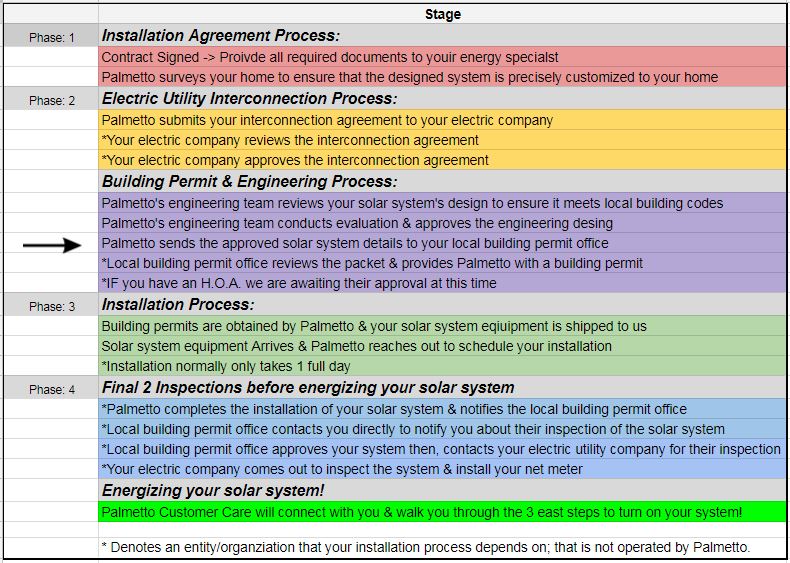 Stage
Phase: 1 Installation Agreement Process:
Contract Signed -> Proivde all required documents to yoiur energy specialst
Palmetto surveys your home to ensure that the designed system is precisely customized to your home
Phase: 2 Electric Utility Interconnection Process:
Palmetto submits your interconnection agreement to your electric company
*Your electric company reviews the interconnection agreement
*Your electric company approves the interconnection agreement
Building Permit & Engineering Process:
Palmetto's engineering team reviews your solar system's design to ensure it meets local building codes
Palmetto's engineering team conducts evaluation & approves the engineering desing
Palmetto sends the approved solar system details to your local building permit office
*Local building permit office reviews the packet & provides Palmetto with a building permit
*IF you have an H.O.A. we are awaiting their approval at this time
Phase: 3 Installation Process:
Building permits are obtained by Palmetto & your solar system eqiuipment is shipped to us
Solar system equipment Arrives & Palmetto reaches out to schedule your installation
*Installation normally only takes 1 full day
Phase: 4 Final 2 Inspections before energizing your solar system
*Palmetto completes the installation of your solar system & notifies the local building permit office
*Local building permit office contacts you directly to notify you about their inspection of the solar system
*Local building permit office approves your system then, contacts your electric utility company for their inspection
*Your electric company comes out to inspect the system & install your net meter
Energizing your solar system!
Palmetto Customer Care will connect with you & walk you through the 3 east steps to turn on your system!
* Denotes an entity/organziation that your installation process depends on; that is not operated by Palmetto.